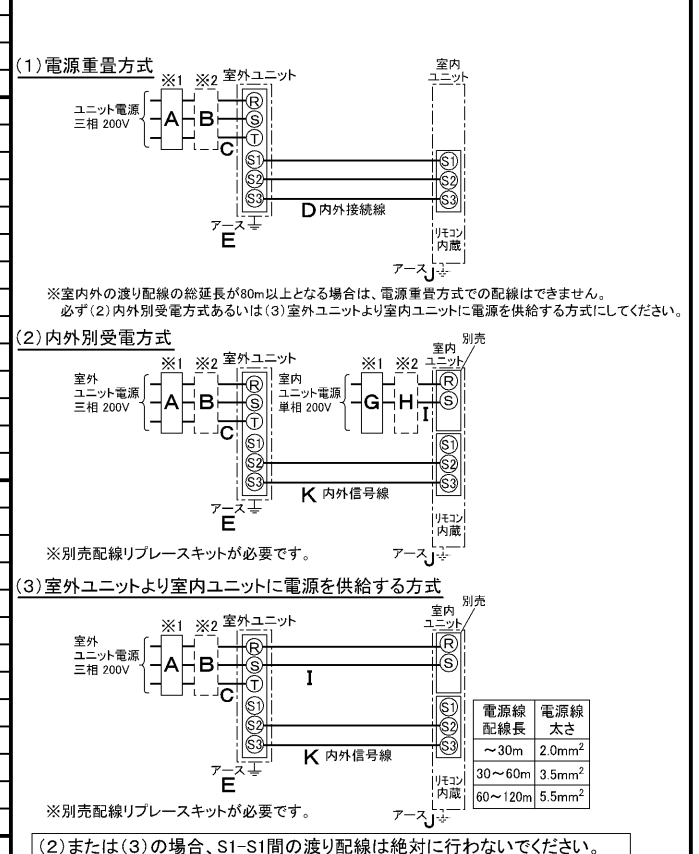 (1)電源重畳方式
※1 ※2 室外ユニット
室内
ユニット
ユニット電源
三相 200V
A B
C
R
S
T
S1
S2
S3
S1
S2
S3
D 内外接続線
アース
E
リモコン
内蔵
アース J
※室内外の渡り配線の総延長が80m以上となる場合は、電源重畳方式での配線はできません。
必ず(2)内外別受電方式あるいは(3)室外ユニットより室内ユニットに電源を供給する方式にしてください。
(2)内外別受電方式
※1 ※2 室外ユニット
室外
ユニット電源
三相 200V
A B
C
R
S
T
S1
S2
S3
室内
ユニット電源
単相 200V
※1 ※2
G H
I
室内
ユニット
別売
R
S
S1
S2
S3
K 内外信号線
アース
E
リモコン
内蔵
アース J
※別売配線リプレースキットが必要です。
(3)室外ユニットより室内ユニットに電源を供給する方式
※1 ※2 室外ユニット
室外
ユニット電源
三相 200V
A B
C
R
S
T
S1
S2
S3
I
室内
ユニット
別売
R
S
S1
S2
S3
K 内外信号線
アース
E
リモコン
内蔵
アース J
電源線 電源線
配線長 太さ
～30m 2.0mm²
30～60m 3.5mm²
60～120m 5.5mm²
※別売配線リプレースキットが必要です。
(2)または(3)の場合、S1-S1間の渡り配線は絶対に行わないでください。